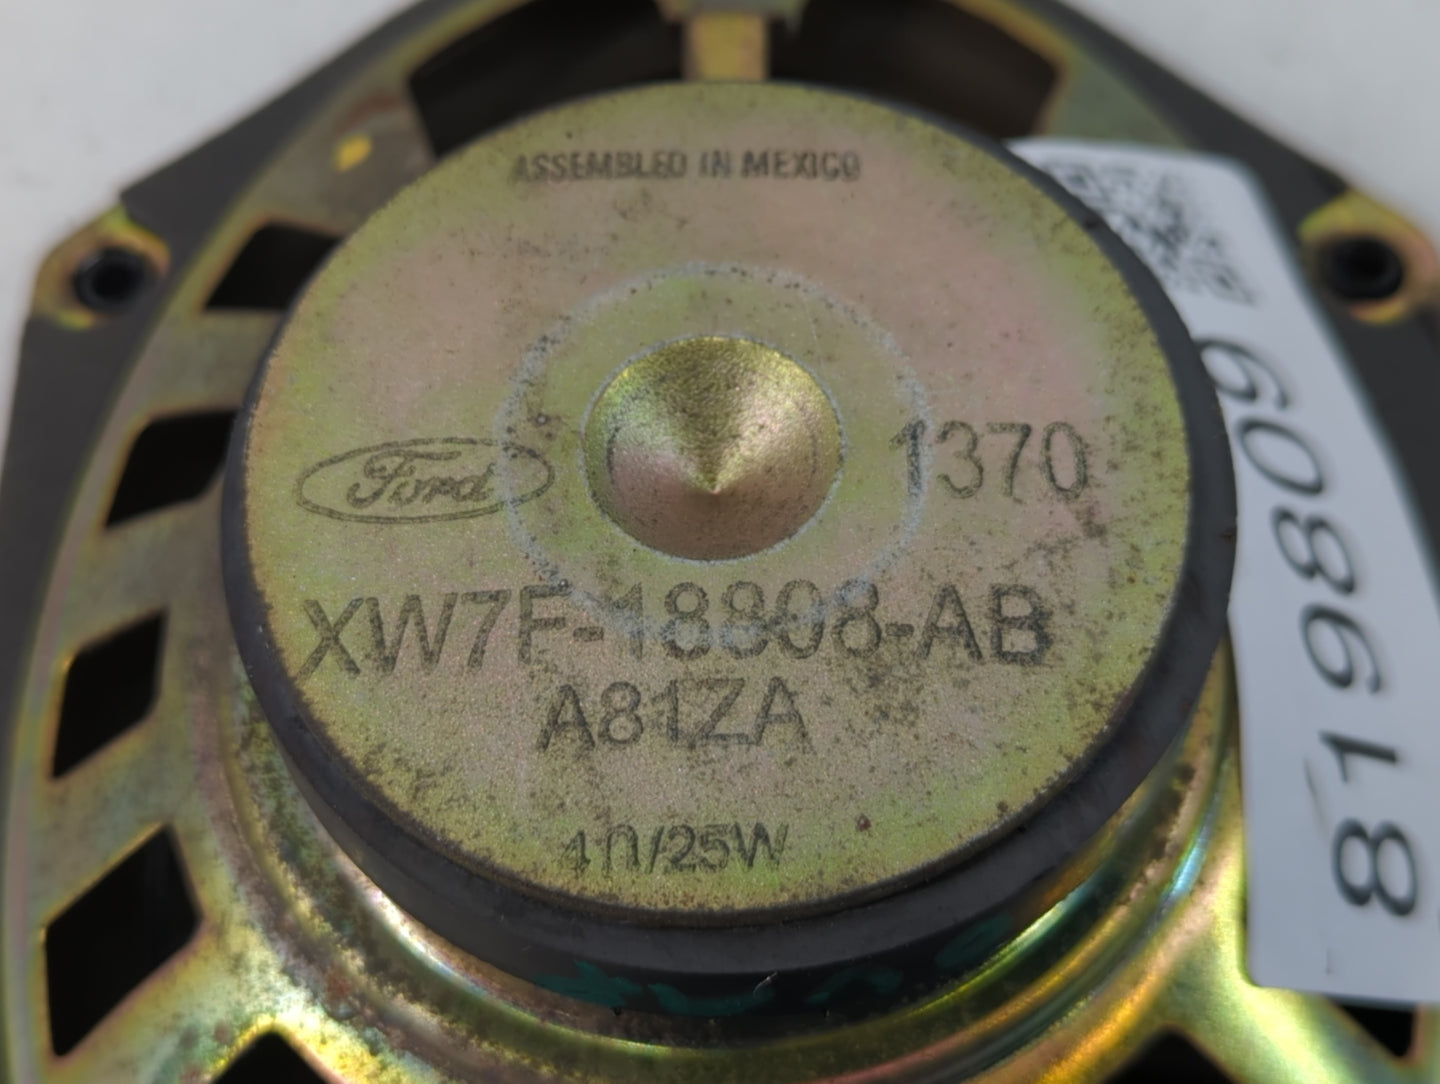 ASSEMBLED IN MEXICO
Ford
1370
XW7F-18808-AB
A81ZA
4Ω/25W
819809